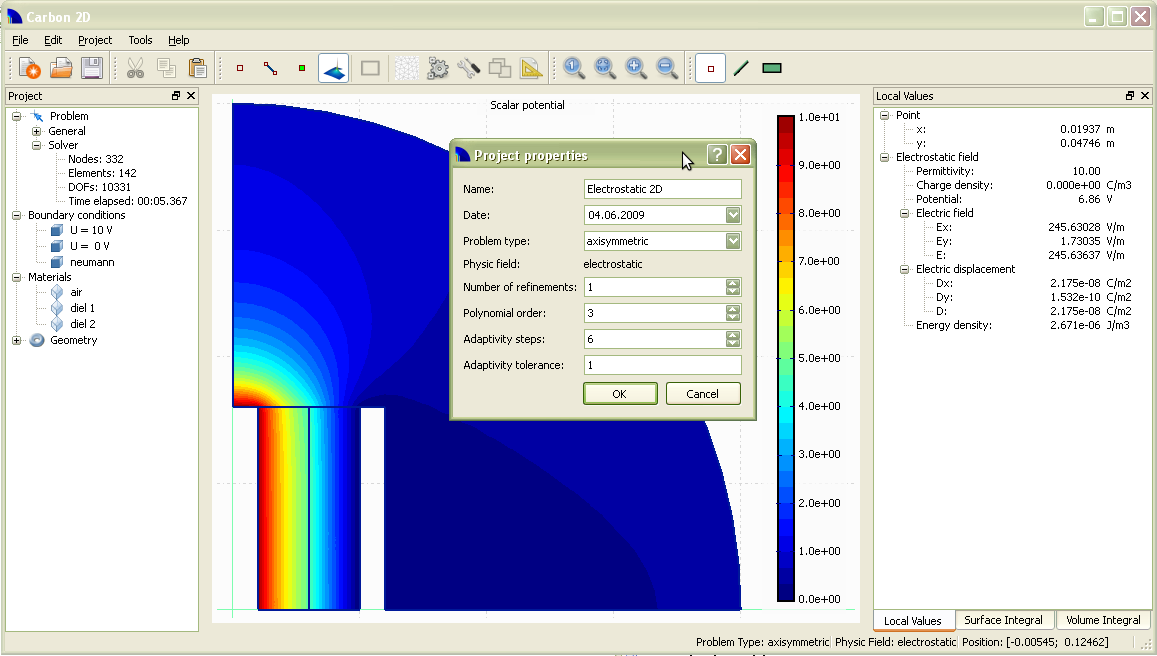 Carbon 2D
File Edit Project Tools Help
Project
Problem
General
Solver
Nodes: 332
Elements: 142
DOFs: 10331
Time elapsed: 00:05.367
Boundary conditions
U = 10 V
U = 0 V
neumann
Materials
air
diel 1
diel 2
Geometry
Scalar potential
1.0e+01
9.0e+00
8.0e+00
7.0e+00
6.0e+00
5.0e+00
4.0e+00
3.0e+00
2.0e+00
1.0e+00
0.0e+00
Project properties
Name: Electrostatic 2D
Date: 04.06.2009
Problem type: axisymmetric
Physic field: electrostatic
Number of refinements: 1
Polynomial order: 3
Adaptivity steps: 6
Adaptivity tolerance: 1
OK Cancel
Local Values
Point
x: 0.01937 m
y: 0.04746 m
Electrostatic field
Permittivity: 10.00
Charge density: 0.000e+00 C/m3
Potential: 6.86 V
Electric field
Ex: 245.63028 V/m
Ey: 1.73035 V/m
E: 245.63637 V/m
Electric displacement
Dx: 2.175e-08 C/m2
Dy: 1.532e-10 C/m2
D: 2.175e-08 C/m2
Energy density: 2.671e-06 J/m3
Local Values Surface Integral Volume Integral
Problem Type: axisymmetric Physic Field: electrostatic Position: [-0.00545; 0.12462]